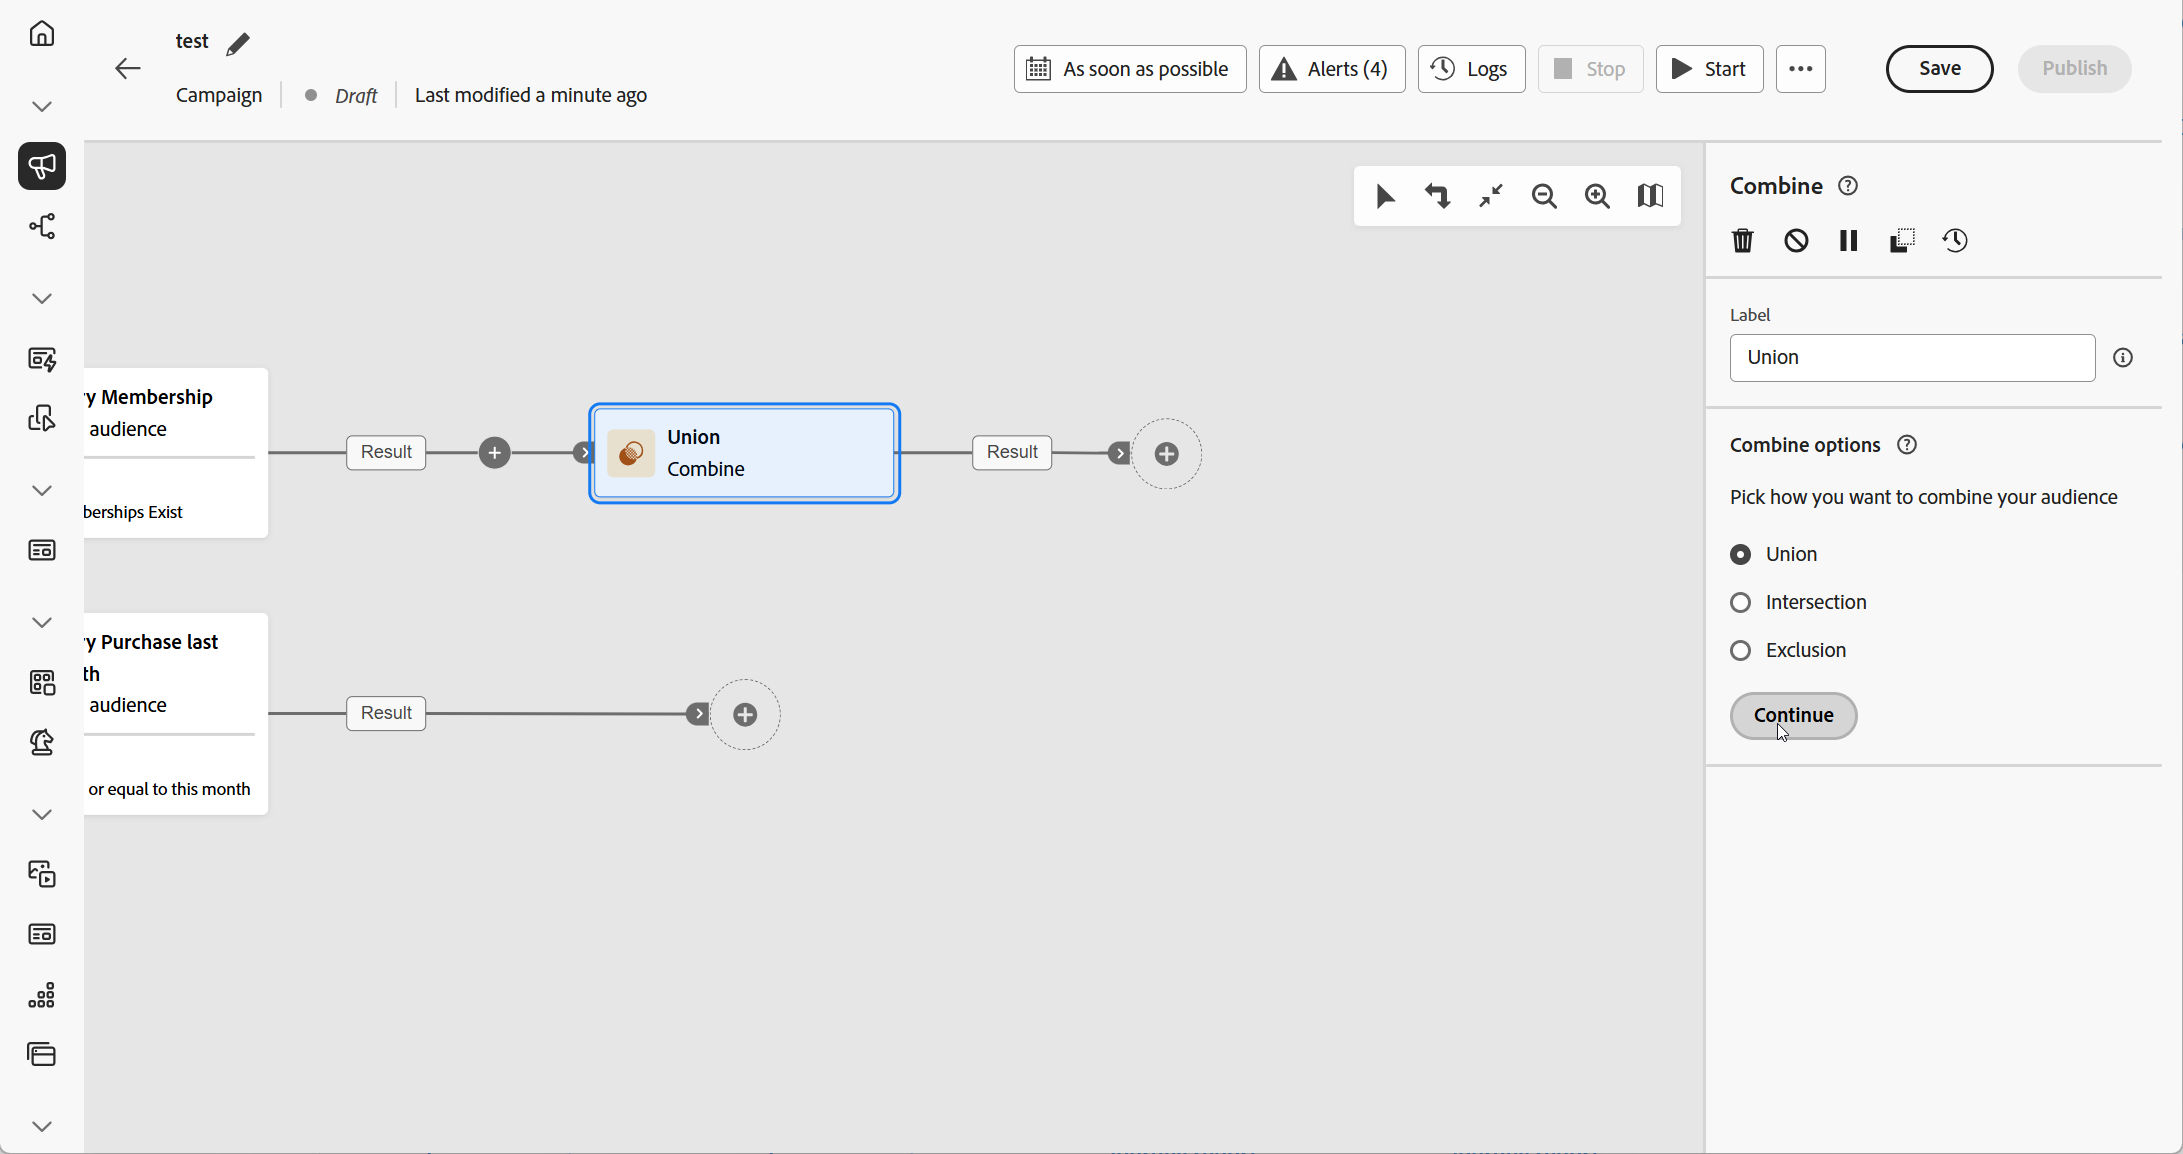 test
Campaign
Draft
Last modified a minute ago
As soon as possible
Alerts (4)
Logs
Stop
Start
Save
Publish
y Membership
audience
berships Exist
Result
Union
Combine
Result
y Purchase last
th
audience
or equal to this month
Result
Combine
Label
Union
Combine options
Pick how you want to combine your audience
Union
Intersection
Exclusion
Continue